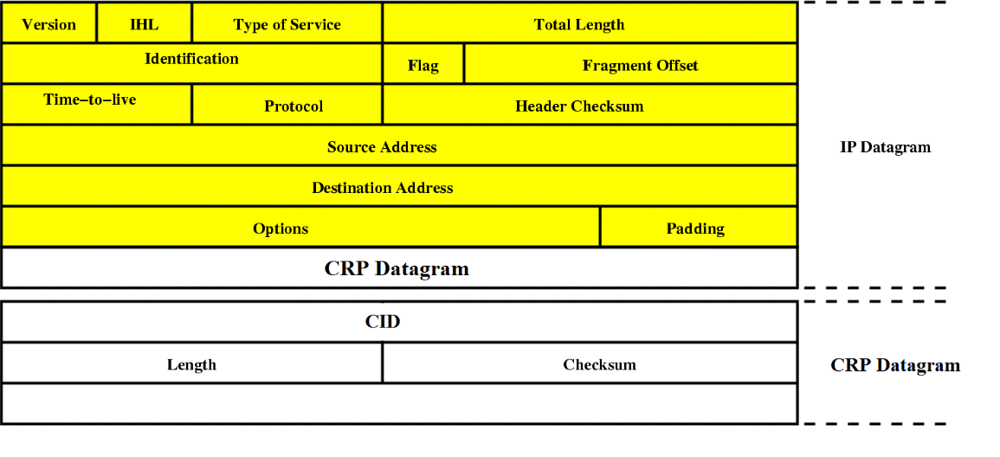 Version IHL Type of Service Total Length
Identification Flag Fragment Offset
Time-to-live Protocol Header Checksum
Source Address
IP Datagram
Destination Address
Options Padding
CRP Datagram
CID
Length Checksum
CRP Datagram